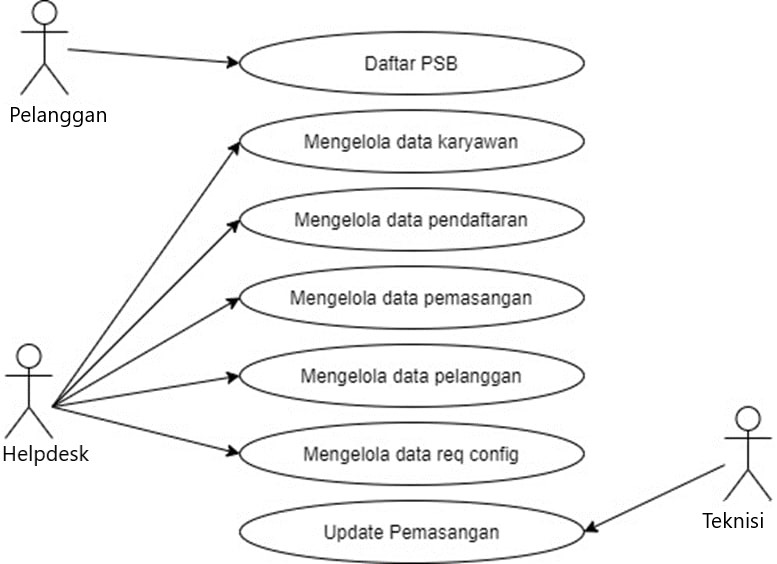 Daftar PSB
Pelanggan
Mengelola data karyawan
Mengelola data pendaftaran
Mengelola data pemasangan
Mengelola data pelanggan
Helpdesk
Mengelola data req config
Update Pemasangan
Teknisi